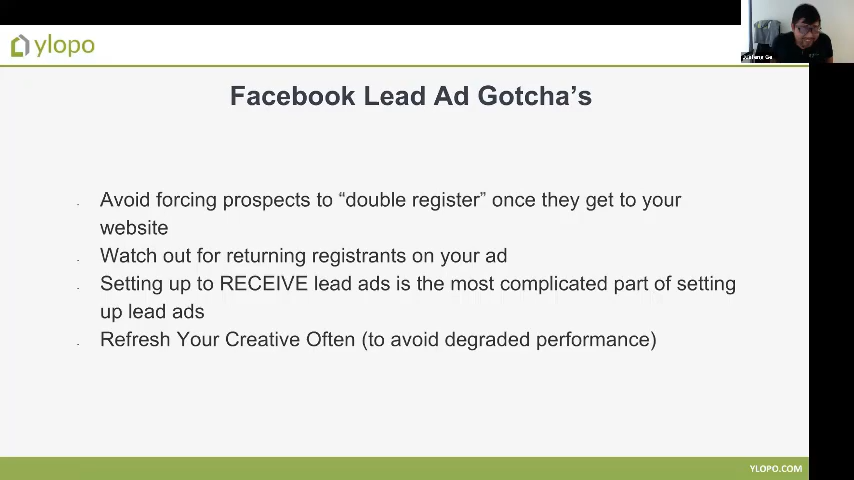 ylopo
Facebook Lead Ad Gotcha’s
Avoid forcing prospects to “double register” once they get to your
website
Watch out for returning registrants on your ad
Setting up to RECEIVE lead ads is the most complicated part of setting
up lead ads
Refresh Your Creative Often (to avoid degraded performance)
YLOPO.COM